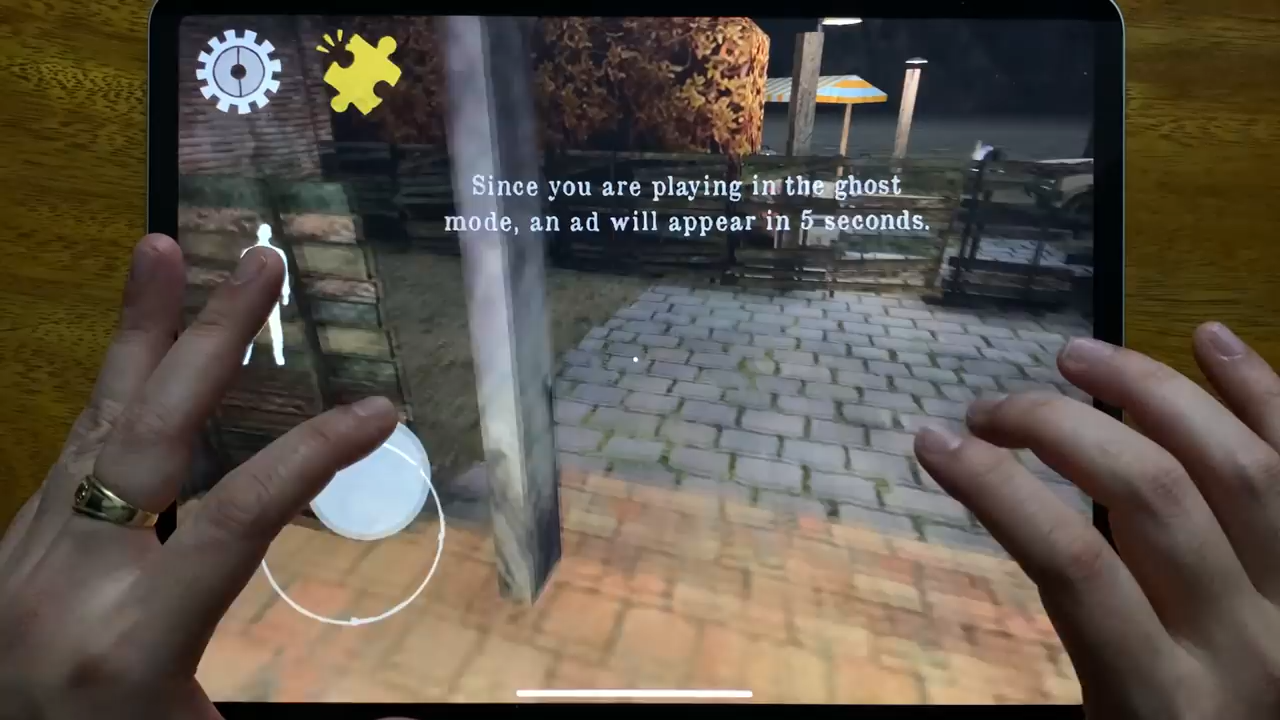 Since you are playing in the ghost
mode, an ad will appear in 5 seconds.